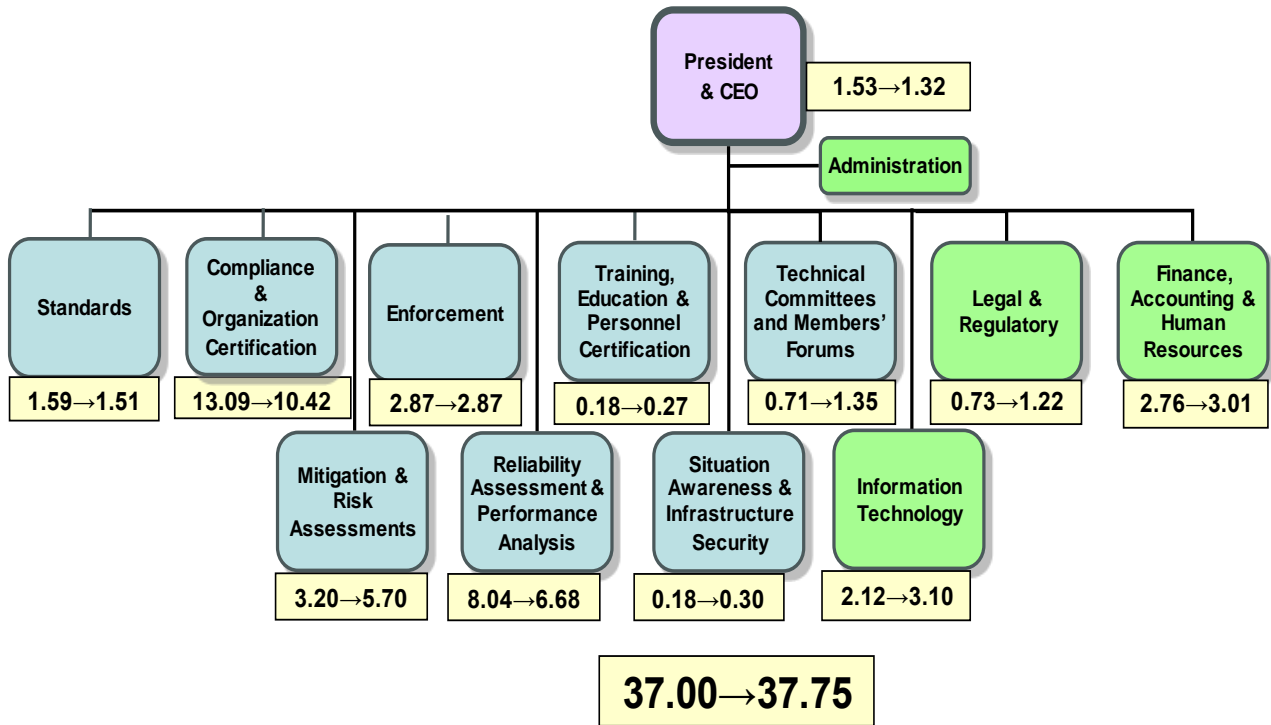 President
& CEO
1.53→1.32
Administration
Standards
1.59→1.51
Compliance
&
Organization
Certification
13.09→10.42
Enforcement
2.87→2.87
Training,
Education &
Personnel
Certification
0.18→0.27
Technical
Committees
and Members’
Forums
0.71→1.35
Legal &
Regulatory
0.73→1.22
Finance,
Accounting &
Human
Resources
2.76→3.01
Mitigation &
Risk
Assessments
3.20→5.70
Reliability
Assessment &
Performance
Analysis
8.04→6.68
Situation
Awareness &
Infrastructure
Security
0.18→0.30
Information
Technology
2.12→3.10
37.00→37.75